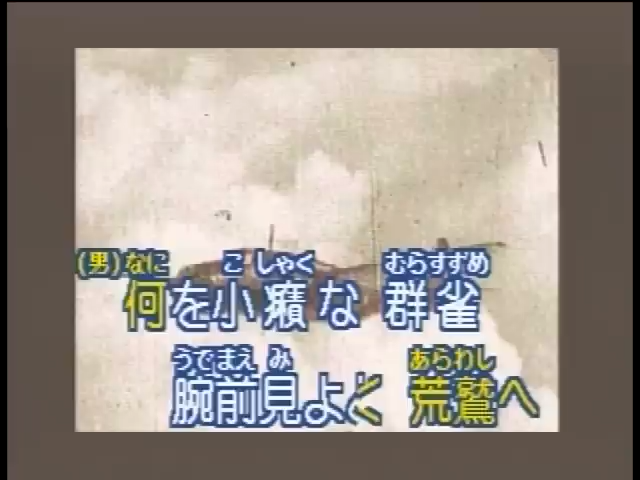 (男)なに こしゃく むらすずめ
何を小癪な 群雀
うでまえ み あらわし
腕前見よと 荒鷲へ